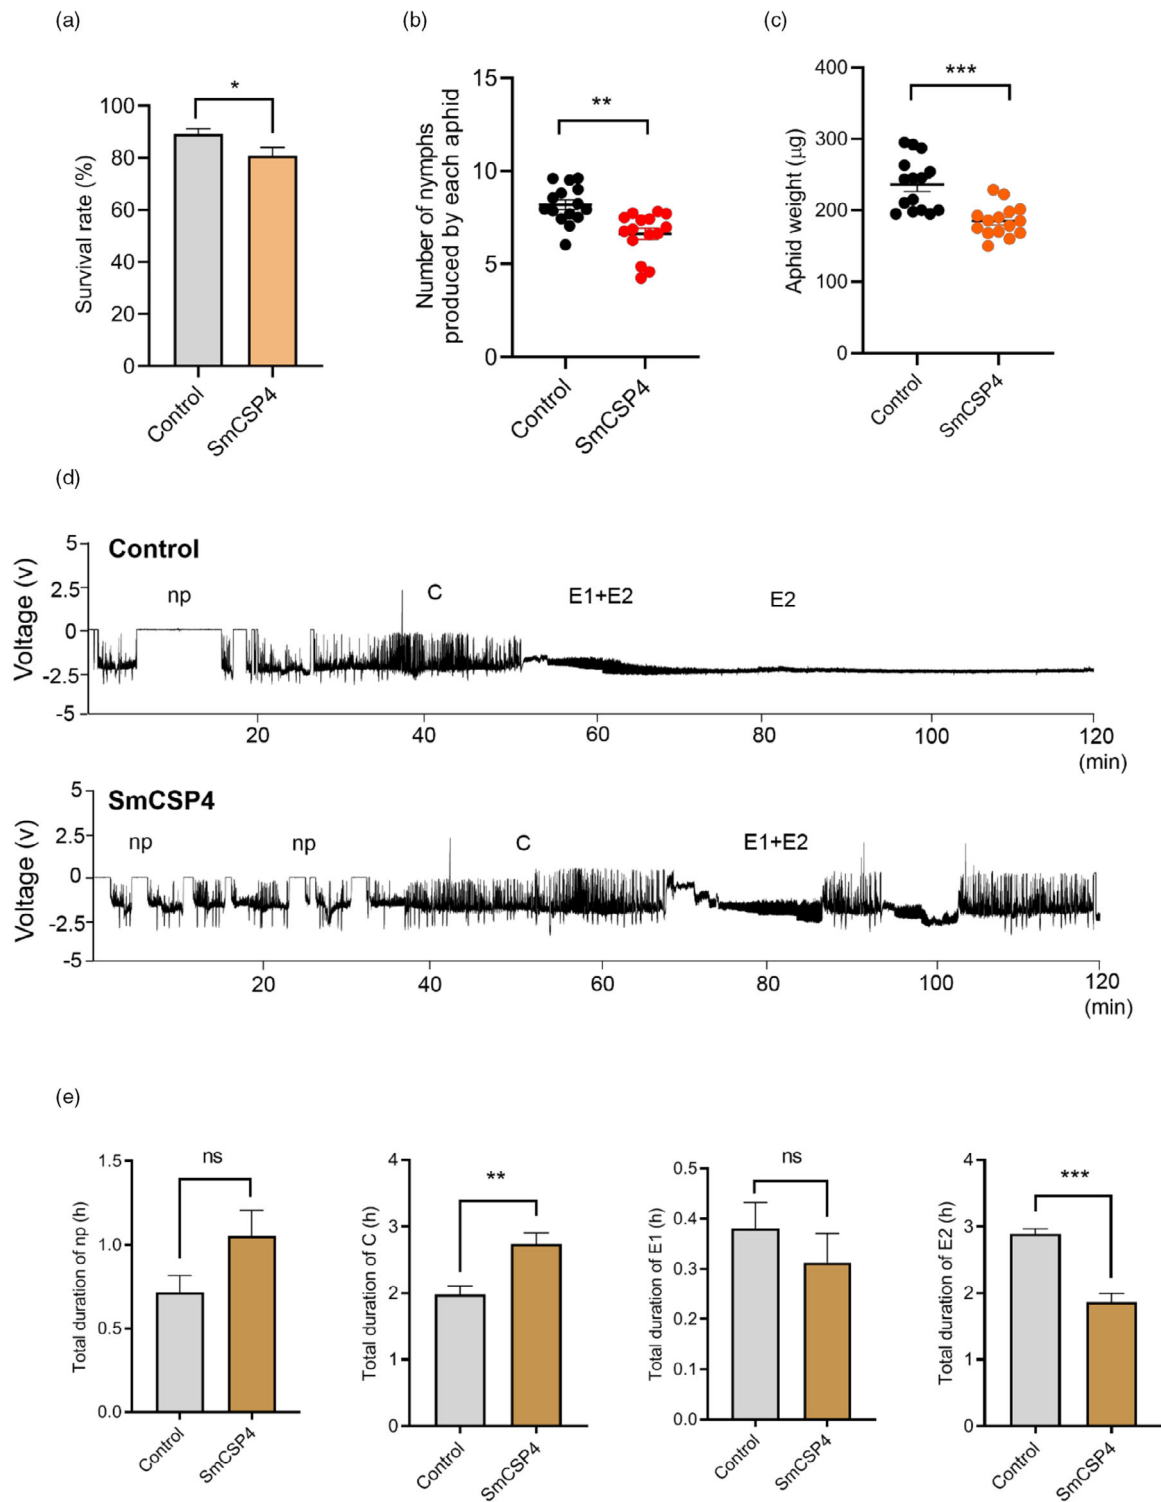 (a)
*
Survival rate (%)
100
80
60
40
20
0
Control
SmCSP4
(b)
**
Number of nymphs
produced by each aphid
15
10
5
0
Control
SmCSP4
(c)
***
Aphid weight (μg)
400
300
200
100
0
Control
SmCSP4
(d)
Control
Voltage (v)
5
2.5
0
-2.5
-5
np
C
E1+E2
E2
20
40
60
80
100
120
(min)
SmCSP4
Voltage (v)
5
2.5
0
-2.5
-5
np
np
C
E1+E2
20
40
60
80
100
120
(min)
(e)
ns
Total duration of np (h)
1.5
1.0
0.5
0.0
Control
SmCSP4
**
Total duration of C (h)
4
3
2
1
0
Control
SmCSP4
ns
Total duration of E1 (h)
0.5
0.4
0.3
0.2
0.1
0.0
Control
SmCSP4
***
Total duration of E2 (h)
4
3
2
1
0
Control
SmCSP4